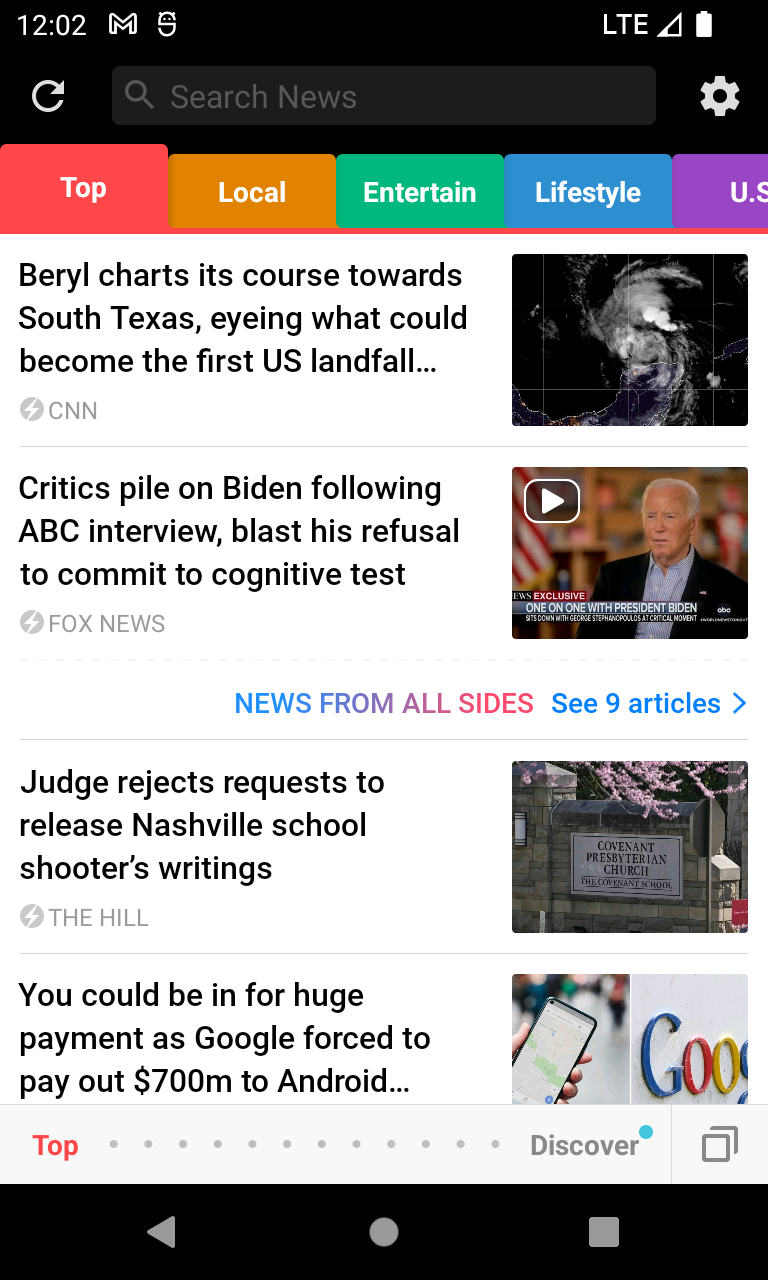 12:02
LTE
Search News
Top
Local
Entertain
Lifestyle
U.S
Beryl charts its course towards
South Texas, eyeing what could
become the first US landfall…
CNN
Critics pile on Biden following
ABC interview, blast his refusal
to commit to cognitive test
FOX NEWS
EWS EXCLUSIVE
ONE ON ONE WITH PRESIDENT BIDEN
abc
SITS DOWN WITH GEORGE STEPHANOPOULOS AT CRITICAL MOMENT
#WORLDNEWSTONIGHT
NEWS FROM ALL SIDES See 9 articles
Judge rejects requests to
release Nashville school
shooter’s writings
THE HILL
COVENANT
PRESBYTERIAN
CHURCH
THE COVENANT SCHOOL
You could be in for huge
payment as Google forced to
pay out $700m to Android…
Goog
Top
Discover